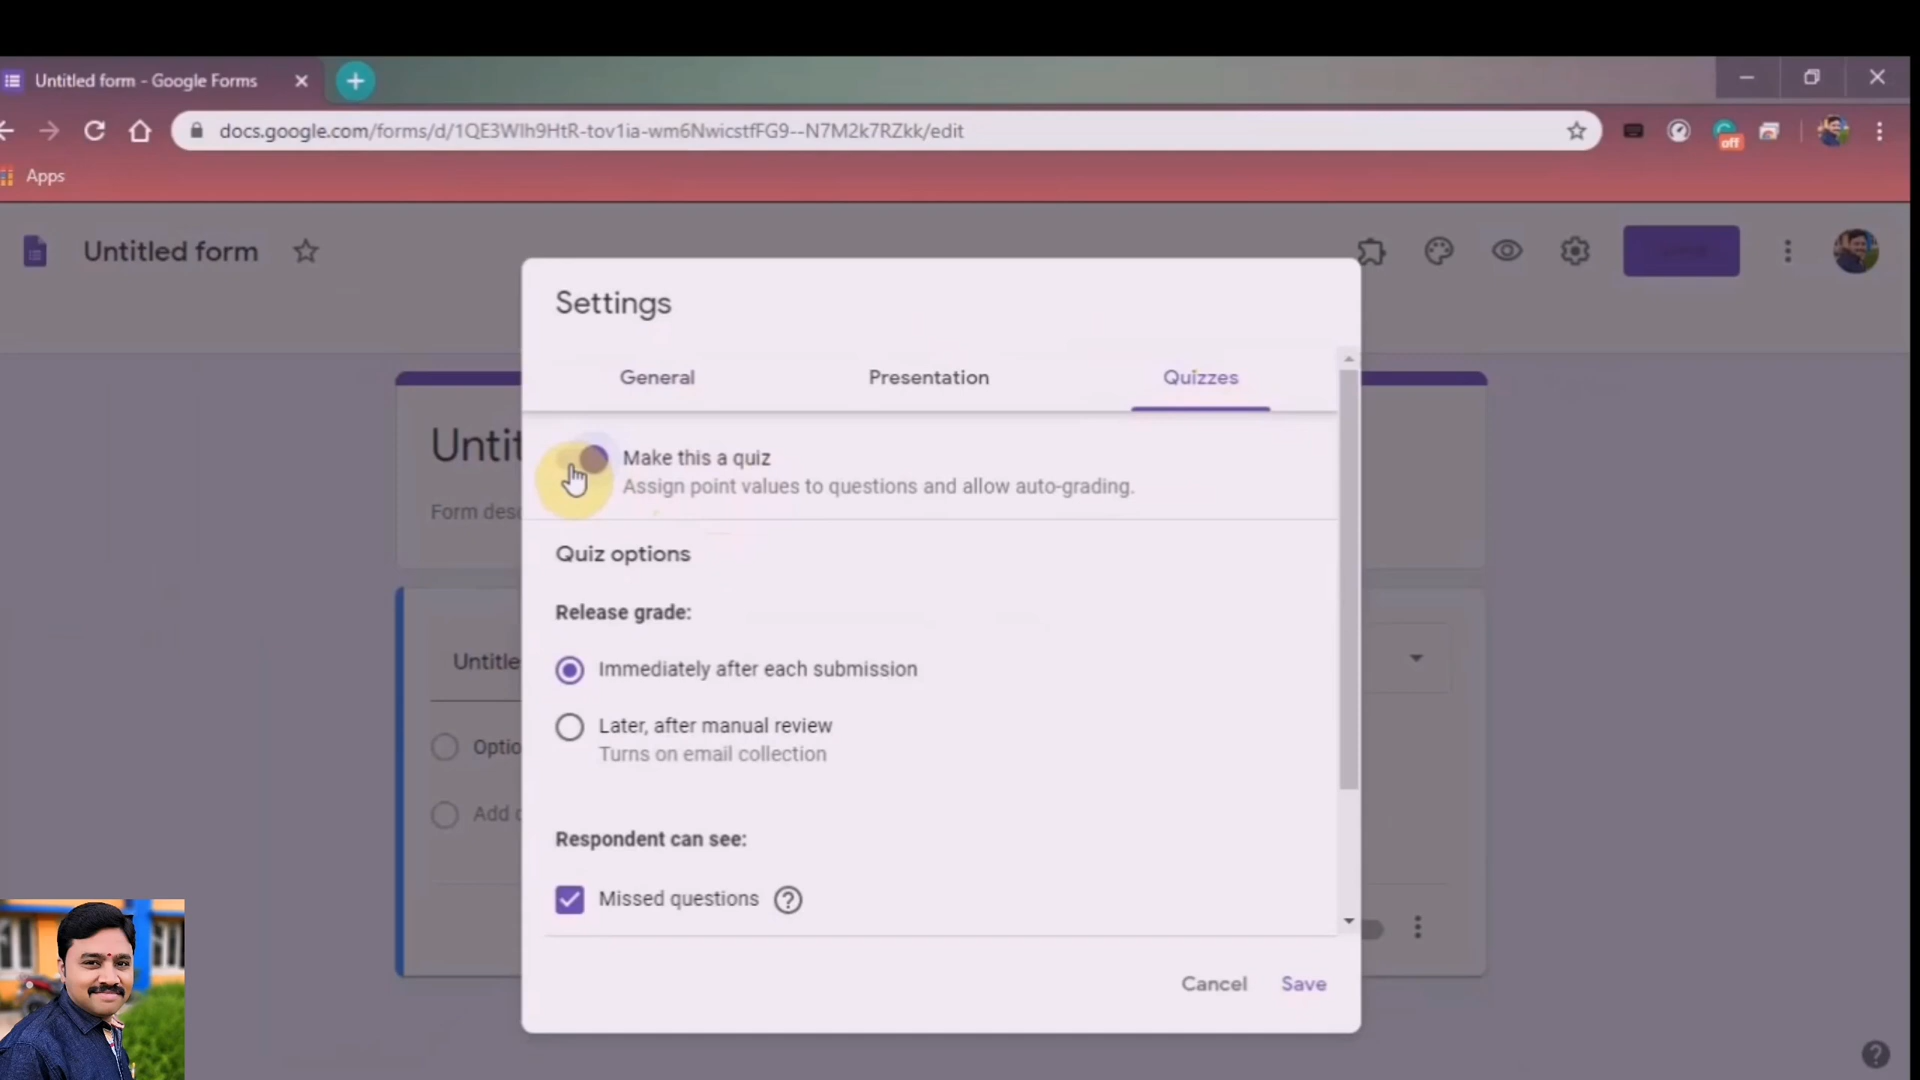 Untitled form - Google Forms
docs.google.com/forms/d/1QE3Wlh9HtR-tov1ia-wm6NwicstfFG9--N7M2k7RZkk/edit
off
Apps
Untitled form
Settings
General Presentation Quizzes
Untit
Make this a quiz
Assign point values to questions and allow auto-grading.
Form desc
Quiz options
Release grade:
Untitle
Immediately after each submission
Later, after manual review
Optio
Turns on email collection
Add o
Respondent can see:
Missed questions
Cancel Save